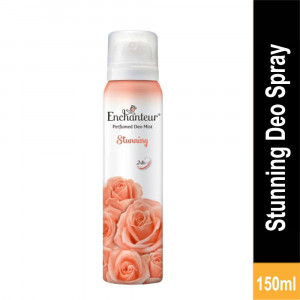 Enchanteur
Perfumed Deo Mist
Stunning
Stunning Deo Spray
150ml